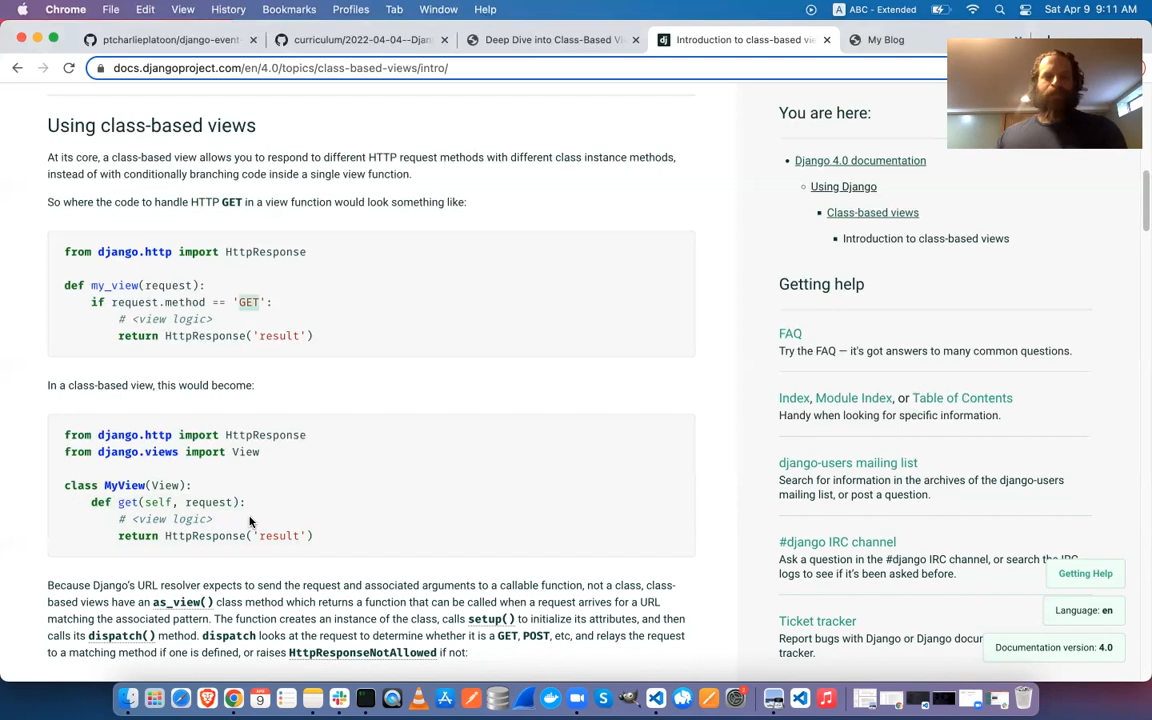 Chrome File Edit View History Bookmarks Profiles Tab Window Help
A ABC - Extended Sat Apr 9 9:11 AM
ptcharlieplatoon/django-event
curriculum/2022-04-04--Djan
Deep Dive into Class-Based Vi
Introduction to class-based vie
My Blog
docs.djangoproject.com/en/4.0/topics/class-based-views/intro/
Using class-based views
At its core, a class-based view allows you to respond to different HTTP request methods with different class instance methods,
instead of with conditionally branching code inside a single view function.
So where the code to handle HTTP GET in a view function would look something like:
from django.http import HttpResponse
def my_view(request):
if request.method == 'GET':
# <view logic>
return HttpResponse('result')
In a class-based view, this would become:
from django.http import HttpResponse
from django.views import View
class MyView(View):
def get(self, request):
# <view logic>
return HttpResponse('result')
Because Django's URL resolver expects to send the request and associated arguments to a callable function, not a class, class-
based views have an as_view() class method which returns a function that can be called when a request arrives for a URL
matching the associated pattern. The function creates an instance of the class, calls setup() to initialize its attributes, and then
calls its dispatch() method. dispatch looks at the request to determine whether it is a GET, POST, etc, and relays the request
to a matching method if one is defined, or raises HttpResponseNotAllowed if not:
You are here:
Django 4.0 documentation
Using Django
Class-based views
Introduction to class-based views
Getting help
FAQ
Try the FAQ — it's got answers to many common questions.
Index, Module Index, or Table of Contents
Handy when looking for specific information.
django-users mailing list
Search for information in the archives of the django-users
mailing list, or post a question.
#django IRC channel
Ask a question in the #django IRC channel, or search the IRC
logs to see if it's been asked before.
Ticket tracker
Report bugs with Django or Django docu
tracker.
Getting Help
Language: en
Documentation version: 4.0